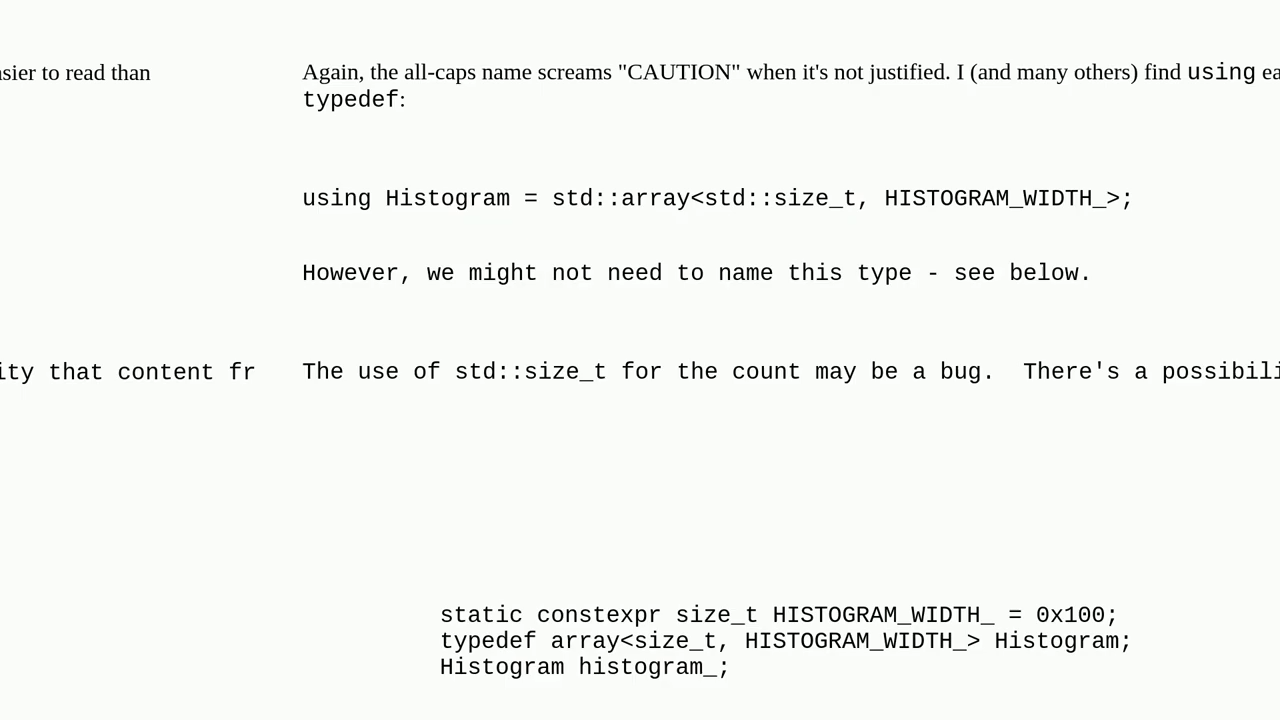 asier to read than
Again, the all-caps name screams "CAUTION" when it's not justified. I (and many others) find using ea
typedef:
using Histogram = std::array<std::size_t, HISTOGRAM_WIDTH_>;
However, we might not need to name this type - see below.
ity that content fr
The use of std::size_t for the count may be a bug.  There's a possibili
static constexpr size_t HISTOGRAM_WIDTH_ = 0x100;
typedef array<size_t, HISTOGRAM_WIDTH_> Histogram;
Histogram histogram_;